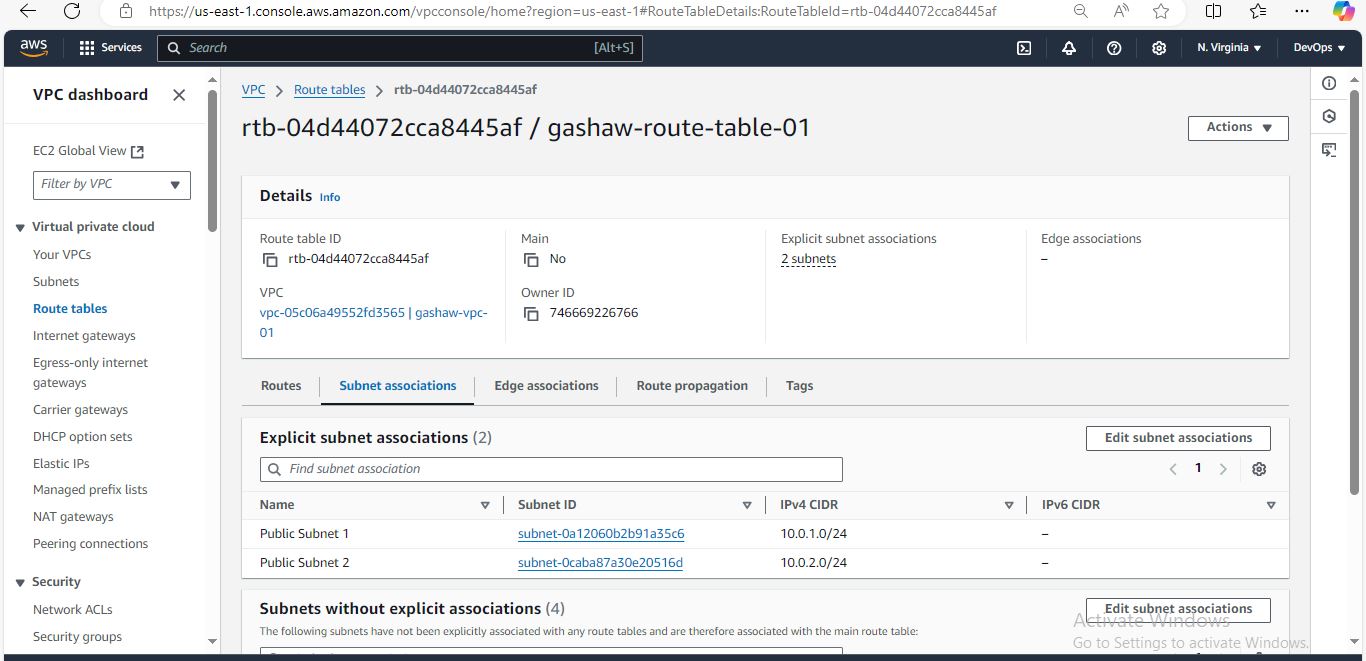 https://us-east-1.console.aws.amazon.com/vpcconsole/home?region=us-east-1#RouteTableDetails:RouteTableId=rtb-04d44072cca8445af
aws Services Search [Alt+S] N. Virginia DevOps
VPC dashboard
EC2 Global View
Filter by VPC
Virtual private cloud
Your VPCs
Subnets
Route tables
Internet gateways
Egress-only internet
gateways
Carrier gateways
DHCP option sets
Elastic IPs
Managed prefix lists
NAT gateways
Peering connections
Security
Network ACLs
Security groups
VPC > Route tables > rtb-04d44072cca8445af
rtb-04d44072cca8445af / gashaw-route-table-01
Actions
Details Info
Route table ID
rtb-04d44072cca8445af
Main
No
Explicit subnet associations
2 subnets
Edge associations
–
VPC
vpc-05c06a49552fd3565 | gashaw-vpc-
01
Owner ID
746669226766
Routes Subnet associations Edge associations Route propagation Tags
Explicit subnet associations (2) Edit subnet associations
Find subnet association 1
Name Subnet ID IPv4 CIDR IPv6 CIDR
Public Subnet 1 subnet-0a12060b2b91a35c6 10.0.1.0/24 –
Public Subnet 2 subnet-0caba87a30e20516d 10.0.2.0/24 –
Subnets without explicit associations (4) Edit subnet associations
The following subnets have not been explicitly associated with any route tables and are therefore associated with the main route table:
Activate Windows
Go to Settings to activate Windows.